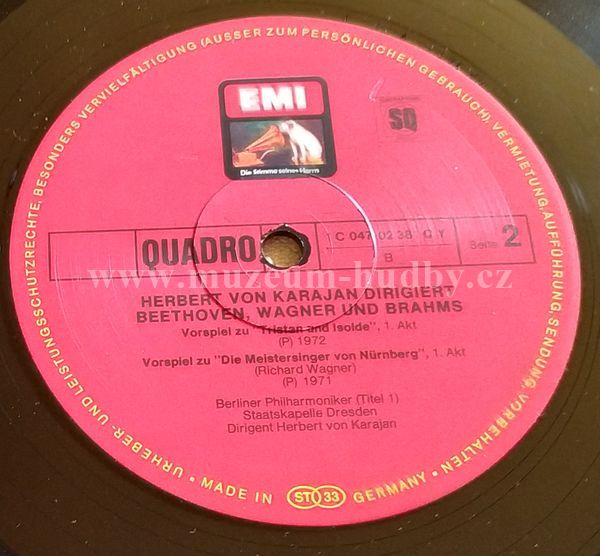 URHEBER- UND LEISTUNGSSCHUTZRECHTE, BESONDERS VERVIELFÄLTIGUNG (AUSSER ZUM PERSÖNLICHEN GEBRAUCH), VERMIETUNG, AUFFÜHRUNG, SENDUNG, VORBEHALTEN •
EMI
Die Stimme seines Herrn
SQ
QUADRO
1 C 047 02 38 Q Y
B
Seite 2
www.muzeum-hudby.cz
HERBERT VON KARAJAN DIRIGIERT
BEETHOVEN, WAGNER UND BRAHMS
Vorspiel zu "Tristan and Isolde", 1. Akt
(P) 1972
Vorspiel zu "Die Meistersinger von Nürnberg", 1. Akt
(Richard Wagner)
(P) 1971
Berliner Philharmoniker (Titel 1)
Staatskapelle Dresden
Dirigent Herbert von Karajan
• MADE IN ST 33 GERMANY •